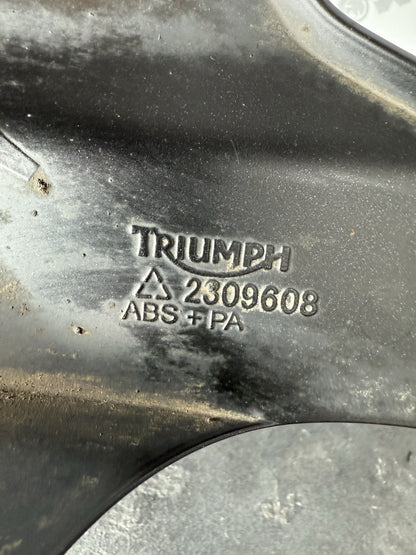 TRIUMPH
2309608
ABS + PA